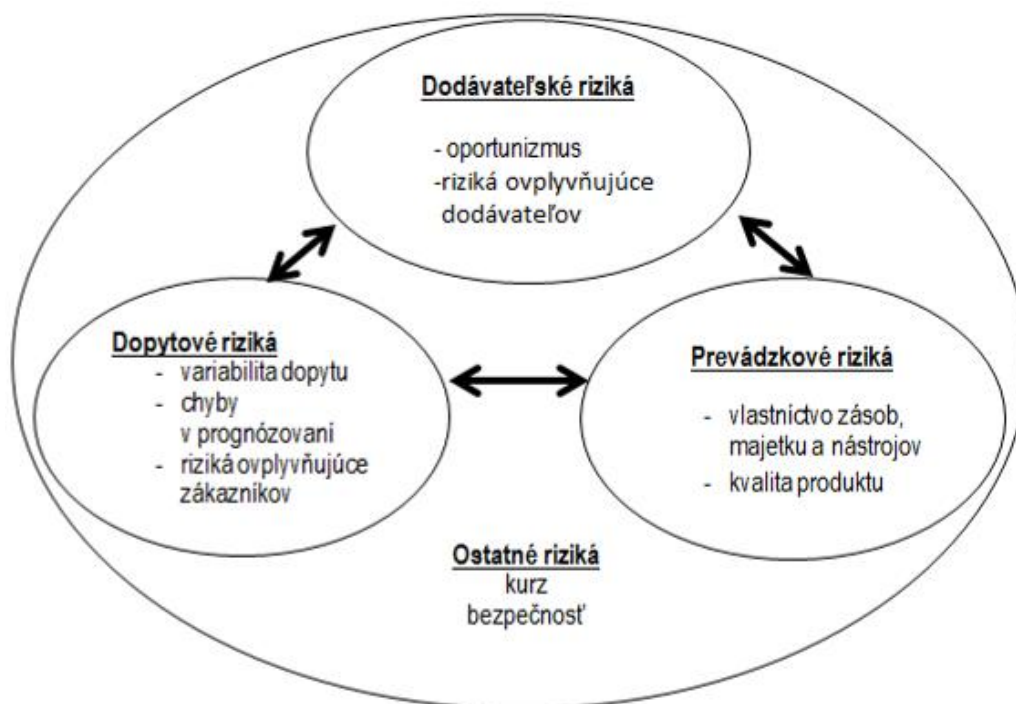 Dodávateľské riziká
- oportunizmus
-riziká ovplyvňujúce
dodávateľov
Dopytové riziká
- variabilita dopytu
- chyby
v prognózovaní
- riziká ovplyvňujúce
zákazníkov
Prevádzkové riziká
- vlastníctvo zásob,
majetku a nástrojov
- kvalita produktu
Ostatné riziká
kurz
bezpečnosť